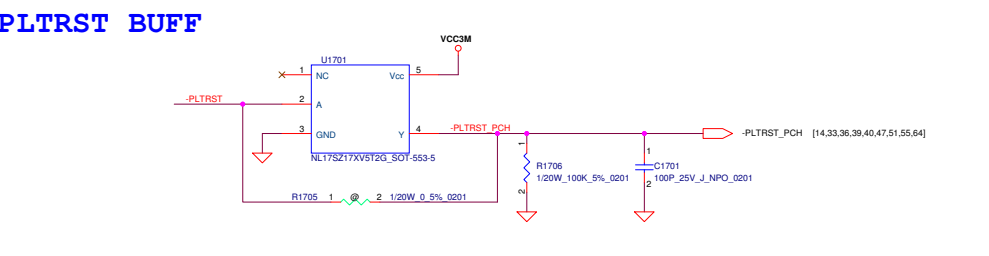 PLTRST BUFF
VCC3M
U1701
1 NC Vcc 5
-PLTRST 2 A
3 GND Y 4 -PLTRST_PCH -PLTRST_PCH [14,33,36,39,40,47,51,55,64]
NL17SZ17XV5T2G_SOT-553-5
1 R1706
1/20W_100K_5%_0201
2
1 C1701
100P_25V_J_NPO_0201
2
R1705 1 @ 2 1/20W_0_5%_0201